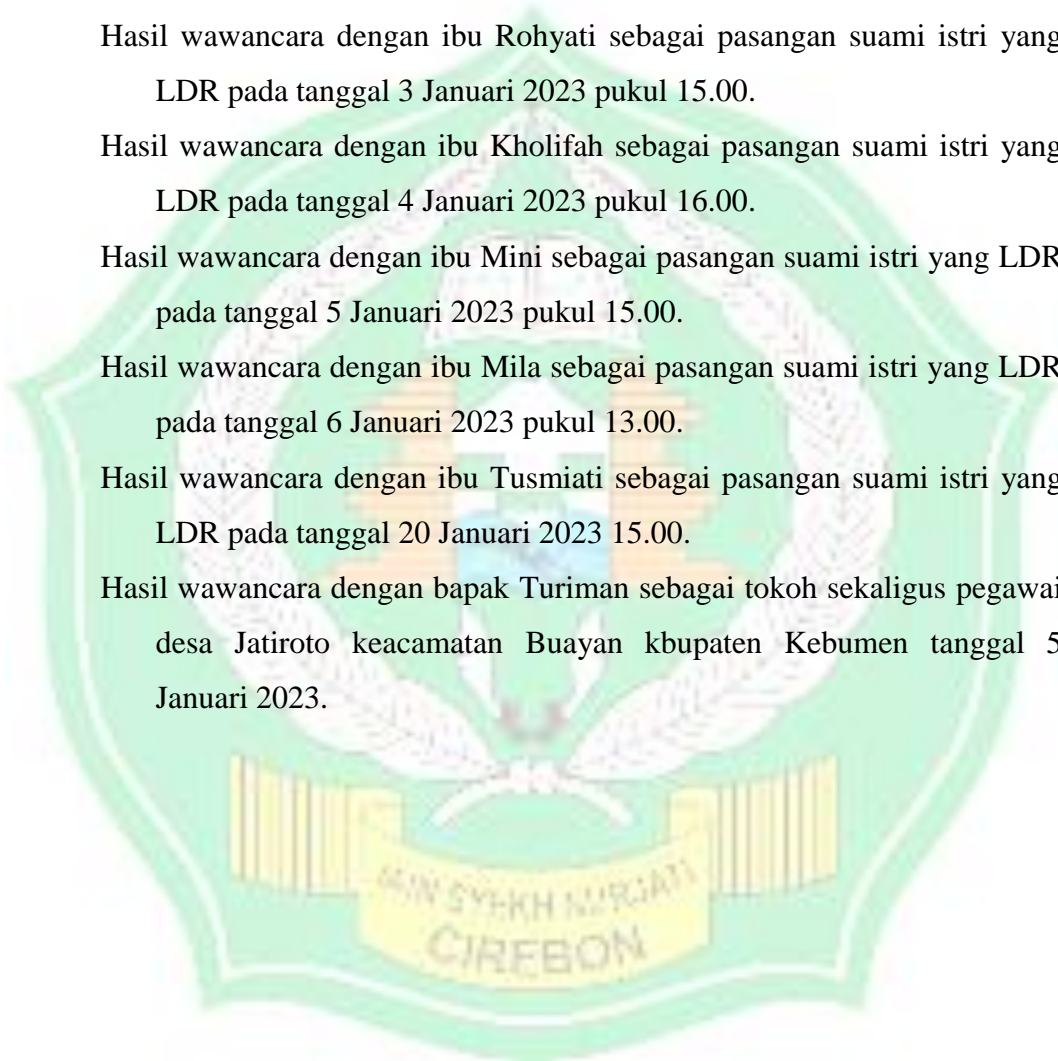 Hasil wawancara dengan ibu Rohyati sebagai pasangan suami istri yang
LDR pada tanggal 3 Januari 2023 pukul 15.00.
Hasil wawancara dengan ibu Kholifah sebagai pasangan suami istri yang
LDR pada tanggal 4 Januari 2023 pukul 16.00.
Hasil wawancara dengan ibu Mini sebagai pasangan suami istri yang LDR
pada tanggal 5 Januari 2023 pukul 15.00.
Hasil wawancara dengan ibu Mila sebagai pasangan suami istri yang LDR
pada tanggal 6 Januari 2023 pukul 13.00.
Hasil wawancara dengan ibu Tusmiati sebagai pasangan suami istri yang
LDR pada tanggal 20 Januari 2023 15.00.
Hasil wawancara dengan bapak Turiman sebagai tokoh sekaligus pegawai
desa Jatiroto keacamatan Buayan kbupaten Kebumen tanggal 5
Januari 2023.
IAIN SYEKH NURJATI
CIREBON